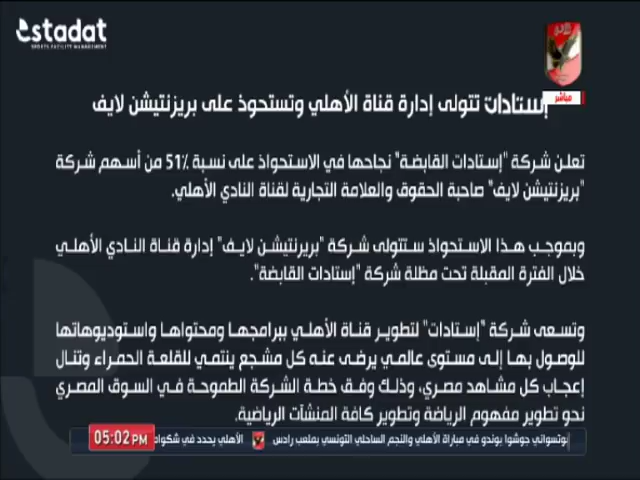 estadat
SPORTS FACILITY MANAGEMENT
مباشر
إستادات تتولى إدارة قناة الأهلي وتستحوذ على بريزنتيشن لايف
تعلن شركة "إستادات القابضة" نجاحها في الاستحواذ على نسبة 51٪ من أسهم شركة
"بريزنتيشن لايف" صاحبة الحقوق والعلامة التجارية لقناة النادي الأهلي.
وبموجب هذا الاستحواذ ستتولى شركة "بريزنتيشن لايف" إدارة قناة النادي الأهلي
خلال الفترة المقبلة تحت مظلة شركة "إستادات القابضة".
وتسعى شركة "إستادات" لتطوير قناة الأهلي ببرامجها ومحتواها واستوديوهاتها
للوصول بها إلى مستوى عالمي يرضى عنه كل مشجع ينتمي للقلعة الحمراء وتنال
إعجاب كل مشاهد مصري، وذلك وفق خطة الشركة الطموحة في السوق المصري
نحو تطوير مفهوم الرياضة وتطوير كافة المنشآت الرياضية.
بوتسواني جوشوا بوندو في مباراة الأهلي والنجم الساحلي التونسي بملعب رادس
الأهلي يحدد في شكواه
05:02 PM